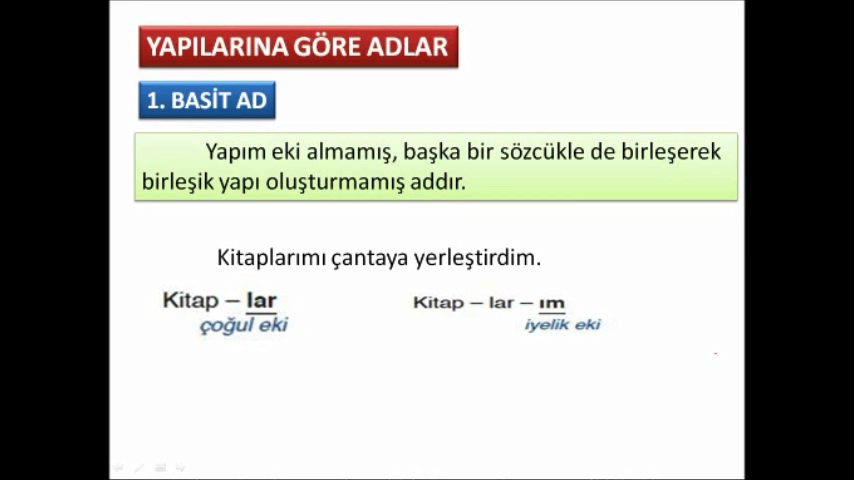 YAPILARINA GÖRE ADLAR
1. BASİT AD
Yapım eki almamış, başka bir sözcükle de birleşerek
birleşik yapı oluşturmamış addır.
Kitaplarımı çantaya yerleştirdim.
Kitap – lar
çoğul eki
Kitap – lar – ım
iyelik eki